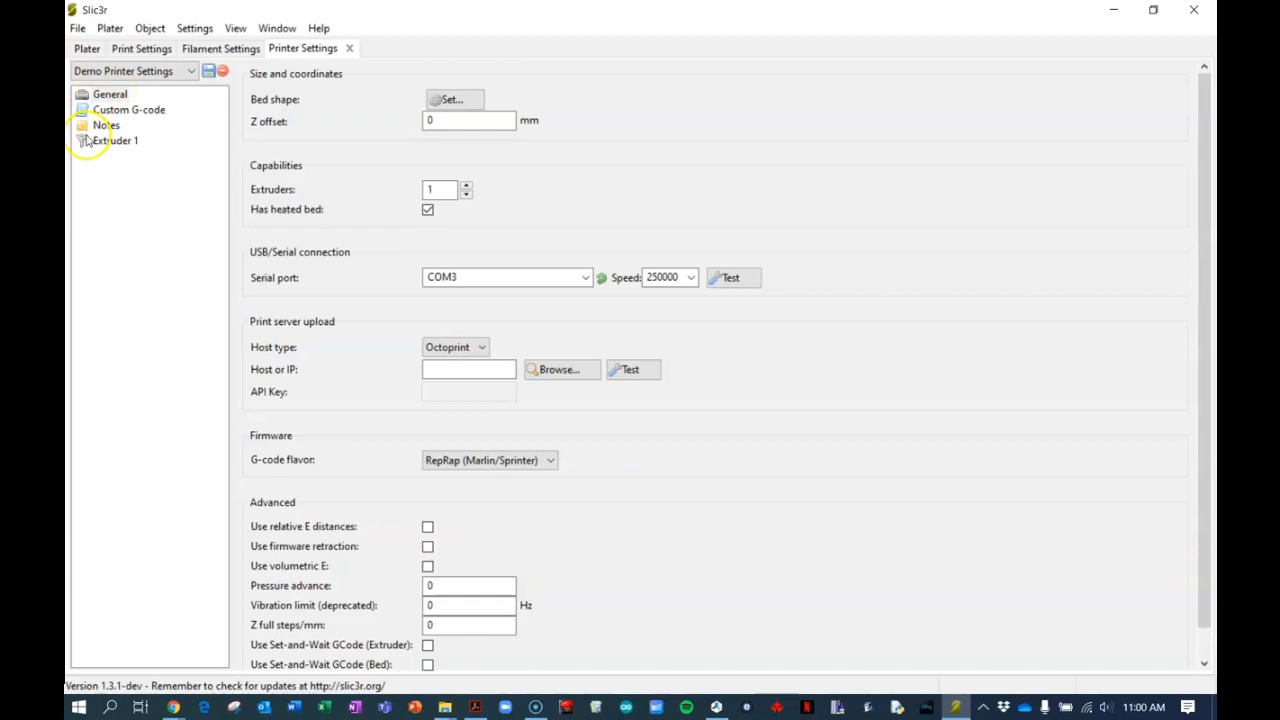 Slic3r
File Plater Object Settings View Window Help
Plater Print Settings Filament Settings Printer Settings
Demo Printer Settings
General
Custom G-code
Notes
Extruder 1
Size and coordinates
Bed shape: Set...
Z offset: 0 mm
Capabilities
Extruders: 1
Has heated bed:
USB/Serial connection
Serial port: COM3 Speed: 250000 Test
Print server upload
Host type: Octoprint
Host or IP: Browse... Test
API Key:
Firmware
G-code flavor: RepRap (Marlin/Sprinter)
Advanced
Use relative E distances:
Use firmware retraction:
Use volumetric E:
Pressure advance: 0
Vibration limit (deprecated): 0 Hz
Z full steps/mm: 0
Use Set-and-Wait GCode (Extruder):
Use Set-and-Wait GCode (Bed):
Version 1.3.1-dev - Remember to check for updates at http://slic3r.org/
11:00 AM